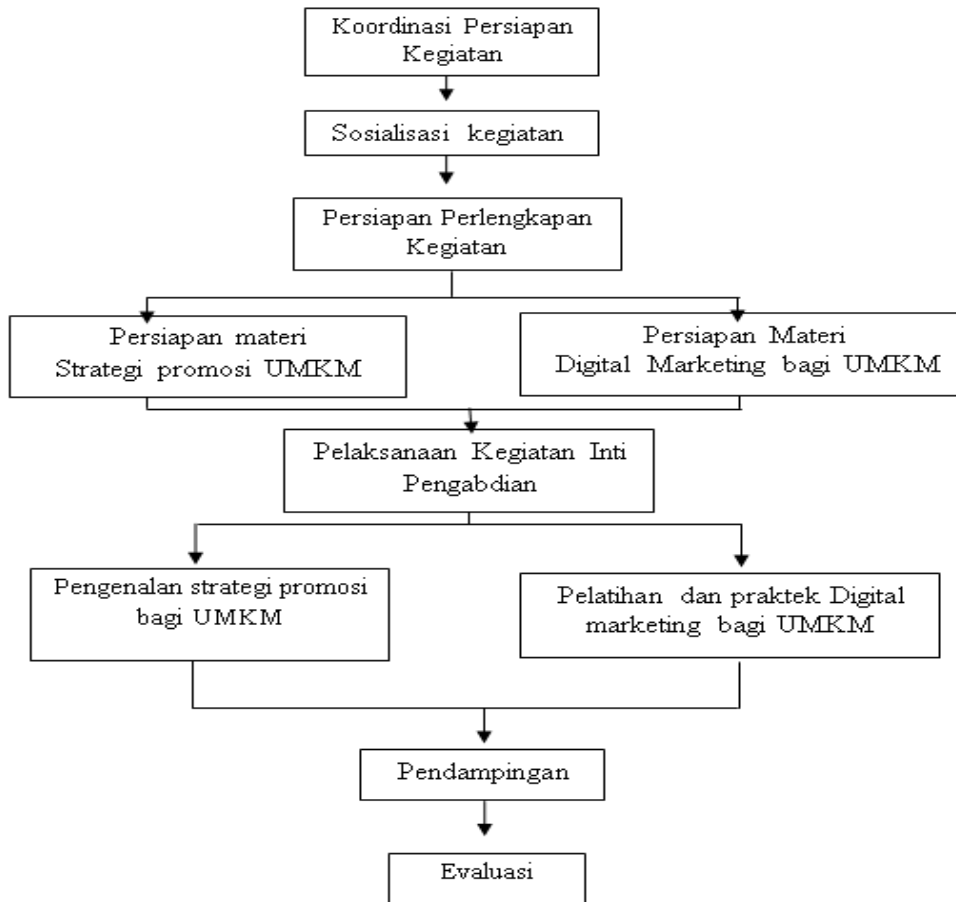 Koordinasi Persiapan
Kegiatan
Sosialisasi kegiatan
Persiapan Perlengkapan
Kegiatan
Persiapan materi
Strategi promosi UMKM
Persiapan Materi
Digital Marketing bagi UMKM
Pelaksanaan Kegiatan Inti
Pengabdian
Pengenalan strategi promosi
bagi UMKM
Pelatihan dan praktek Digital
marketing bagi UMKM
Pendampingan
Evaluasi